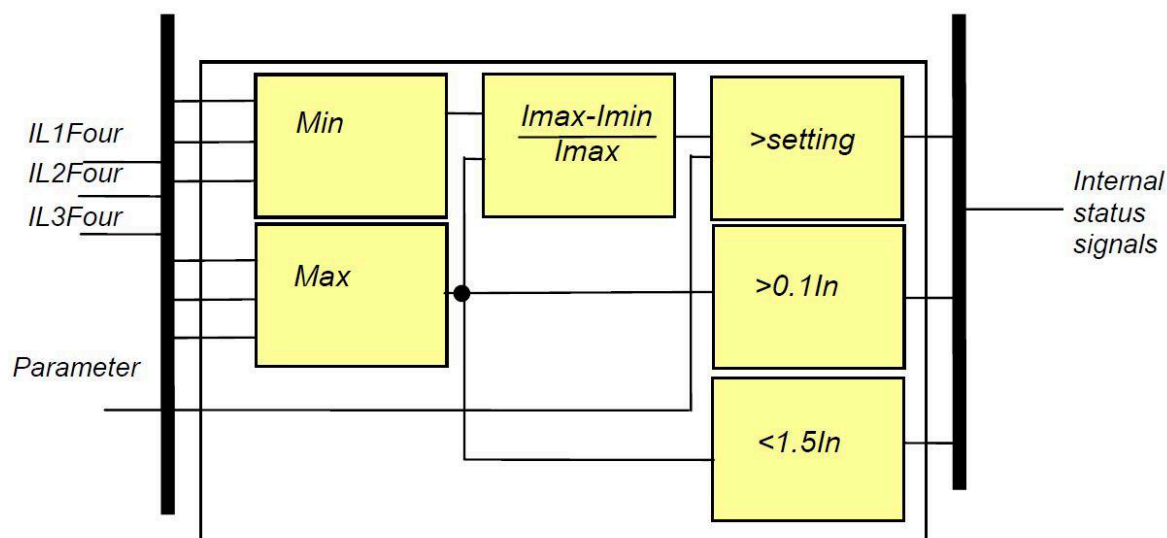 IL1Four
IL2Four
IL3Four
Parameter
Min
Max
Imax-Imin
Imax
>setting
>0.1In
<1.5In
Internal
status
signals